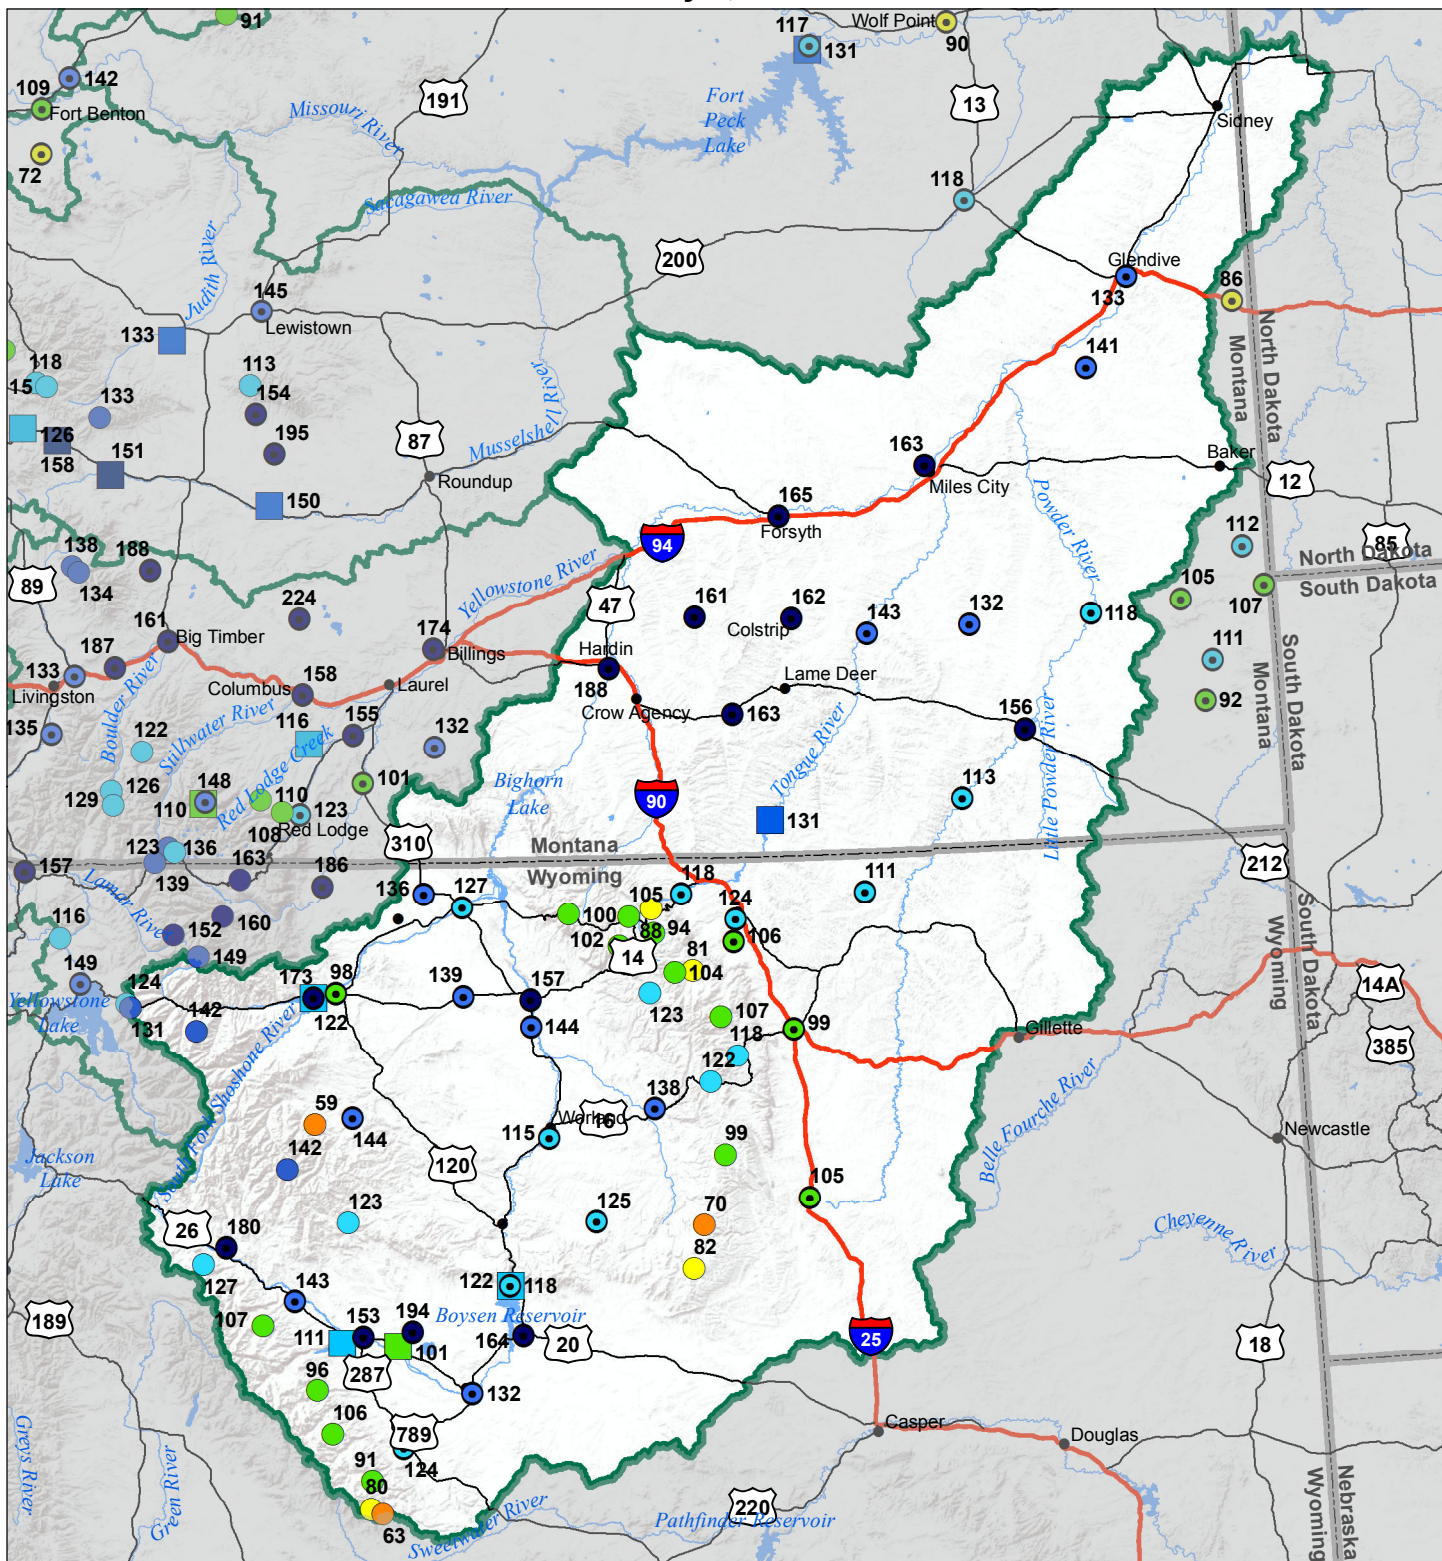 91
117
131
Wolf Point
90
109
142
Fort Benton
191
Missouri River
Fort
Peck
Lake
13
Sidney
72
118
Sacagawea River
Judith River
200
Glendive
133
86
145
Lewistown
133
North Dakota
Montana
118
15
113
154
133
141
195
126
158
151
87
Musselshell River
163
Baker
12
Roundup
Miles City
150
165
Forsyth
Powder River
94
112
85
138
188
134
89
North Dakota
South Dakota
105
107
Yellowstone River
224
47
161
162
Colstrip
143
132
118
161
Big Timber
174
Billings
Hardin
188
111
South Dakota
Montana
187
133
Livingston
158
Columbus
Laurel
Lame Deer
Crow Agency
163
92
135
Boulder River
122
Stillwater River
116
155
132
156
Tongue River
Little Powder River
126
129
148
110
Red Lodge Creek
110
108
123
Red Lodge
101
Bighorn
Lake
90
131
113
310
Montana
Wyoming
212
123
136
139
157
163
186
136
127
118
111
Lamar River
160
152
116
149
100
105
88
94
102
14
124
106
81
104
South Dakota
Wyoming
149
Yellowstone
Lake
124
131
142
173
98
122
139
157
144
123
107
118
99
14A
Gillette
385
122
South Fork Shoshone River
59
144
142
138
Worland
16
115
Belle Fourche River
Newcastle
Jackson
Lake
120
99
105
123
125
70
82
26
180
127
Cheyenne River
122
118
143
107
Boysen Reservoir
189
153
194
111
101
164
20
25
18
287
96
132
106
789
124
Casper
Douglas
Greys River
Green River
91
80
63
Sweetwater River
220
Pathfinder Reservoir
Nebraska
Wyoming